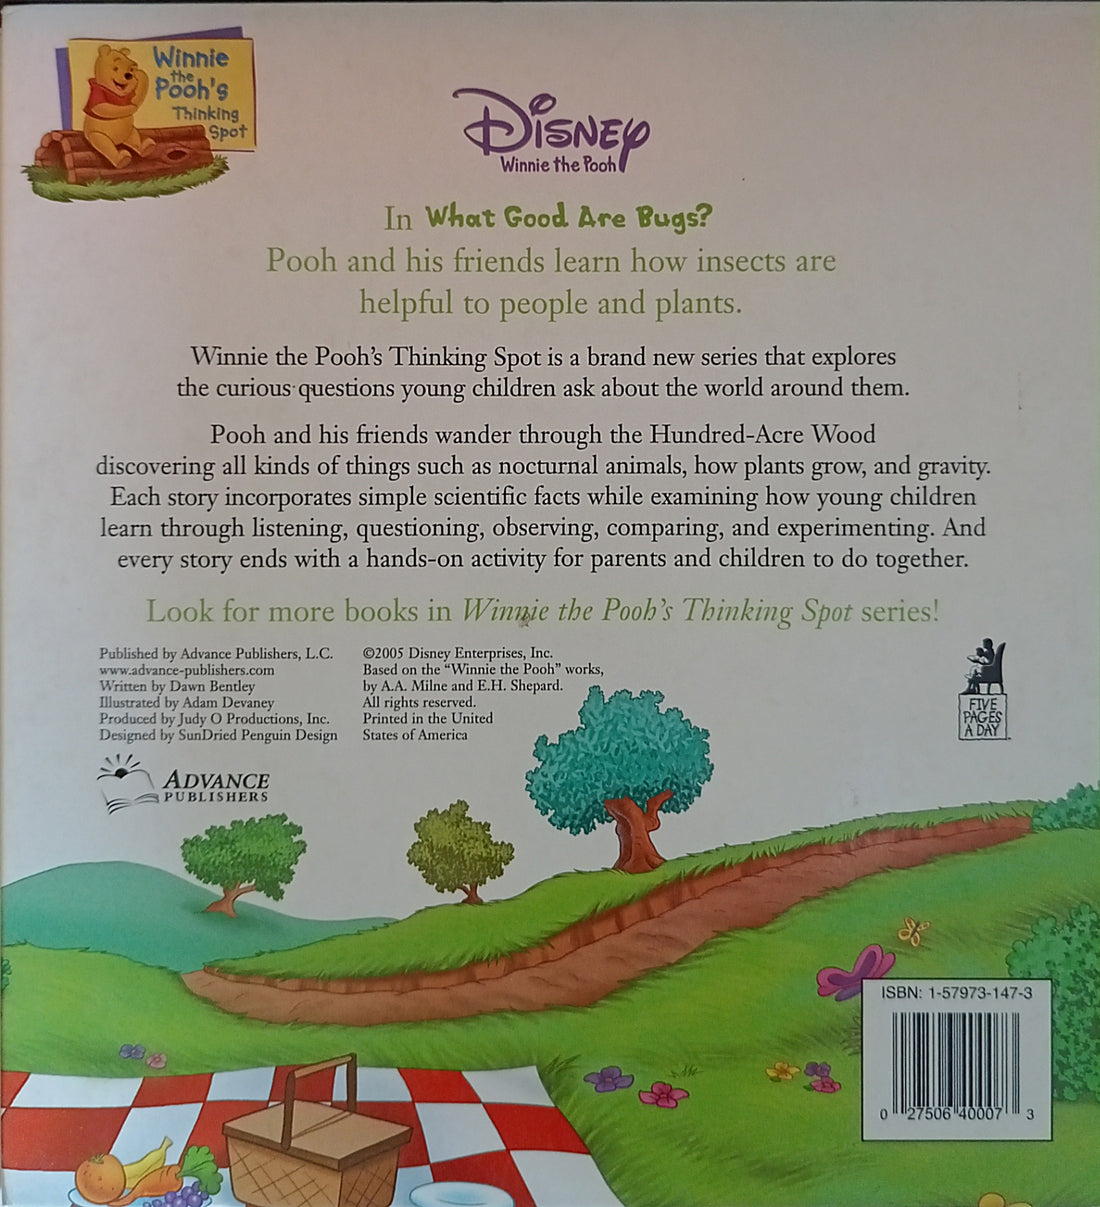 Winnie
the
Pooh's
Thinking
Spot
Disney
Winnie the Pooh
In What Good Are Bugs?
Pooh and his friends learn how insects are
helpful to people and plants.
Winnie the Pooh's Thinking Spot is a brand new series that explores
the curious questions young children ask about the world around them.
Pooh and his friends wander through the Hundred-Acre Wood
discovering all kinds of things such as nocturnal animals, how plants grow, and gravity.
Each story incorporates simple scientific facts while examining how young children
learn through listening, questioning, observing, comparing, and experimenting. And
every story ends with a hands-on activity for parents and children to do together.
Look for more books in Winnie the Pooh's Thinking Spot series!
Published by Advance Publishers, L.C.
www.advance-publishers.com
Written by Dawn Bentley
Illustrated by Adam Devaney
Produced by Judy O Productions, Inc.
Designed by SunDried Penguin Design
©2005 Disney Enterprises, Inc.
Based on the "Winnie the Pooh" works,
by A.A. Milne and E.H. Shepard.
All rights reserved.
Printed in the United
States of America
FIVE
PAGES
A DAY
ADVANCE
PUBLISHERS
ISBN: 1-57973-147-3
0 27506 40007 3